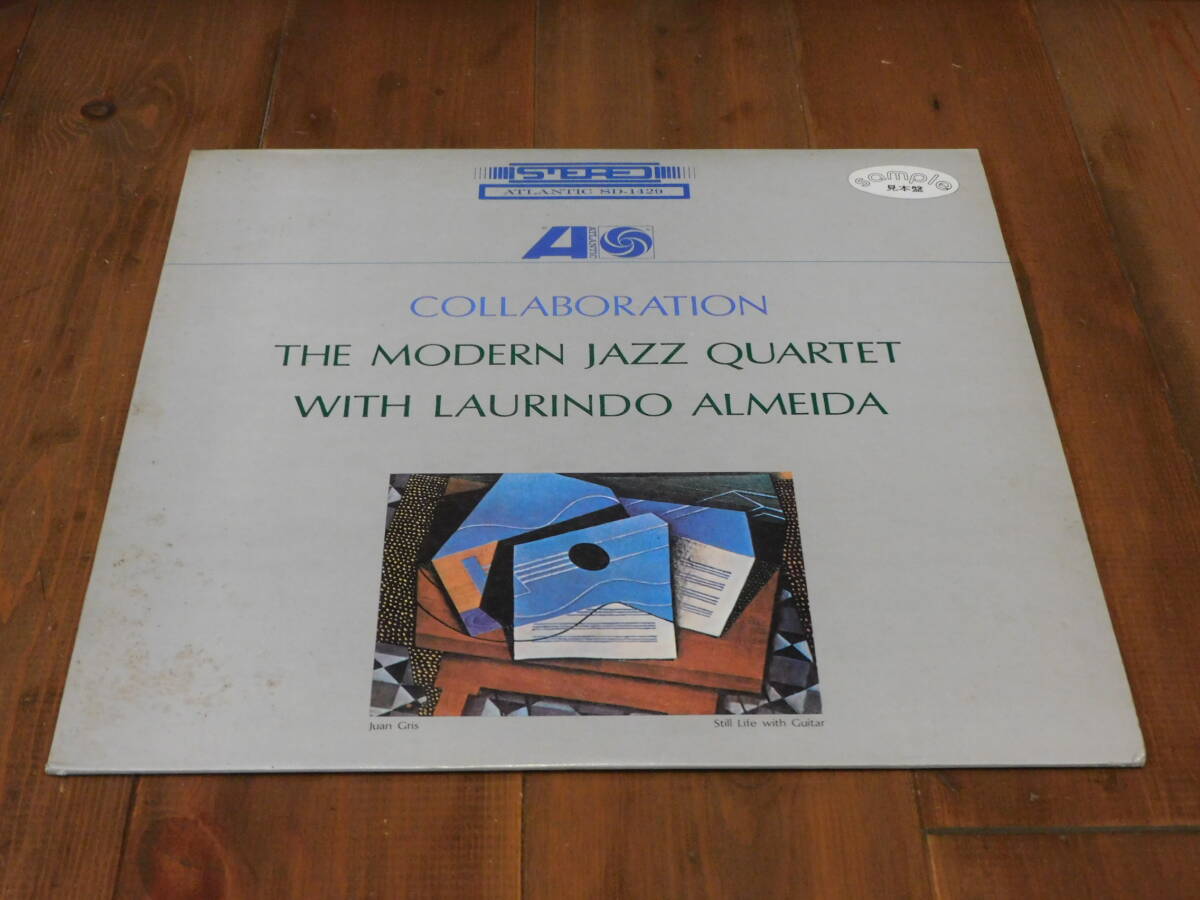 STEREO
ATLANTIC SD-1429
sample
見本盤
ATLANTIC
COLLABORATION
THE MODERN JAZZ QUARTET
WITH LAURINDO ALMEIDA
Juan Gris
Still Life with Guitar